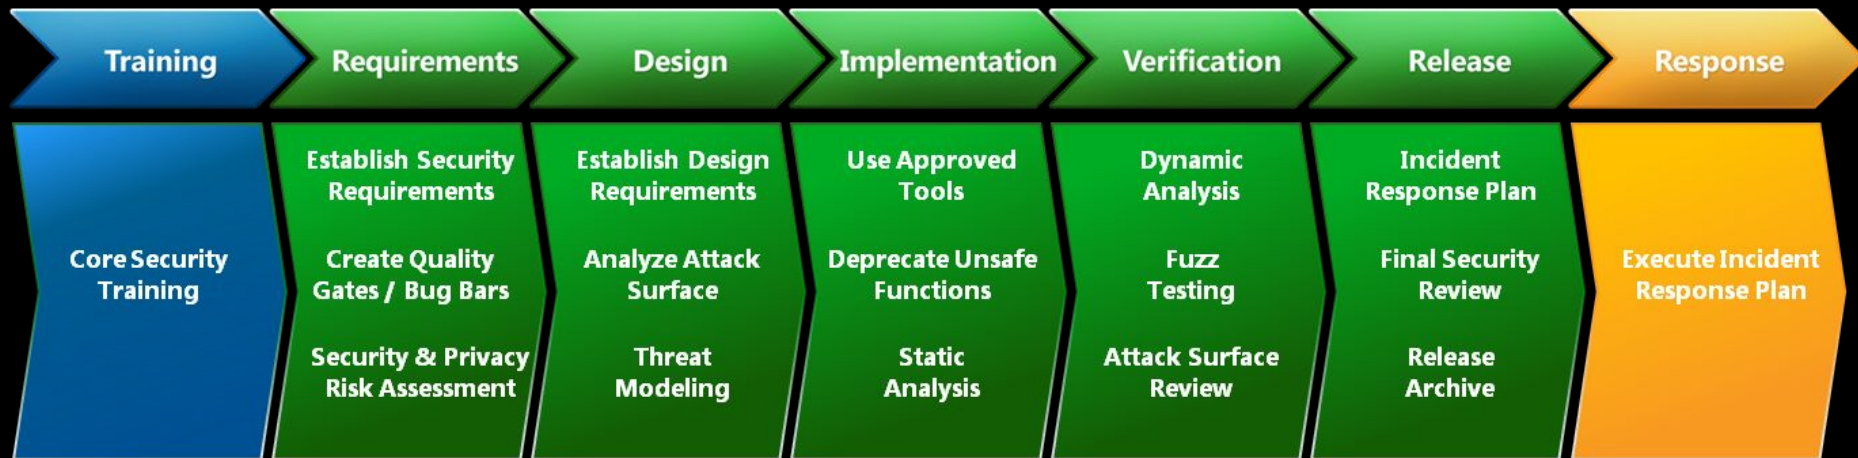 Training
Requirements
Design
Implementation
Verification
Release
Response
Core Security
Training
Establish Security
Requirements
Create Quality
Gates / Bug Bars
Security & Privacy
Risk Assessment
Establish Design
Requirements
Analyze Attack
Surface
Threat
Modeling
Use Approved
Tools
Deprecate Unsafe
Functions
Static
Analysis
Dynamic
Analysis
Fuzz
Testing
Attack Surface
Review
Incident
Response Plan
Final Security
Review
Release
Archive
Execute Incident
Response Plan